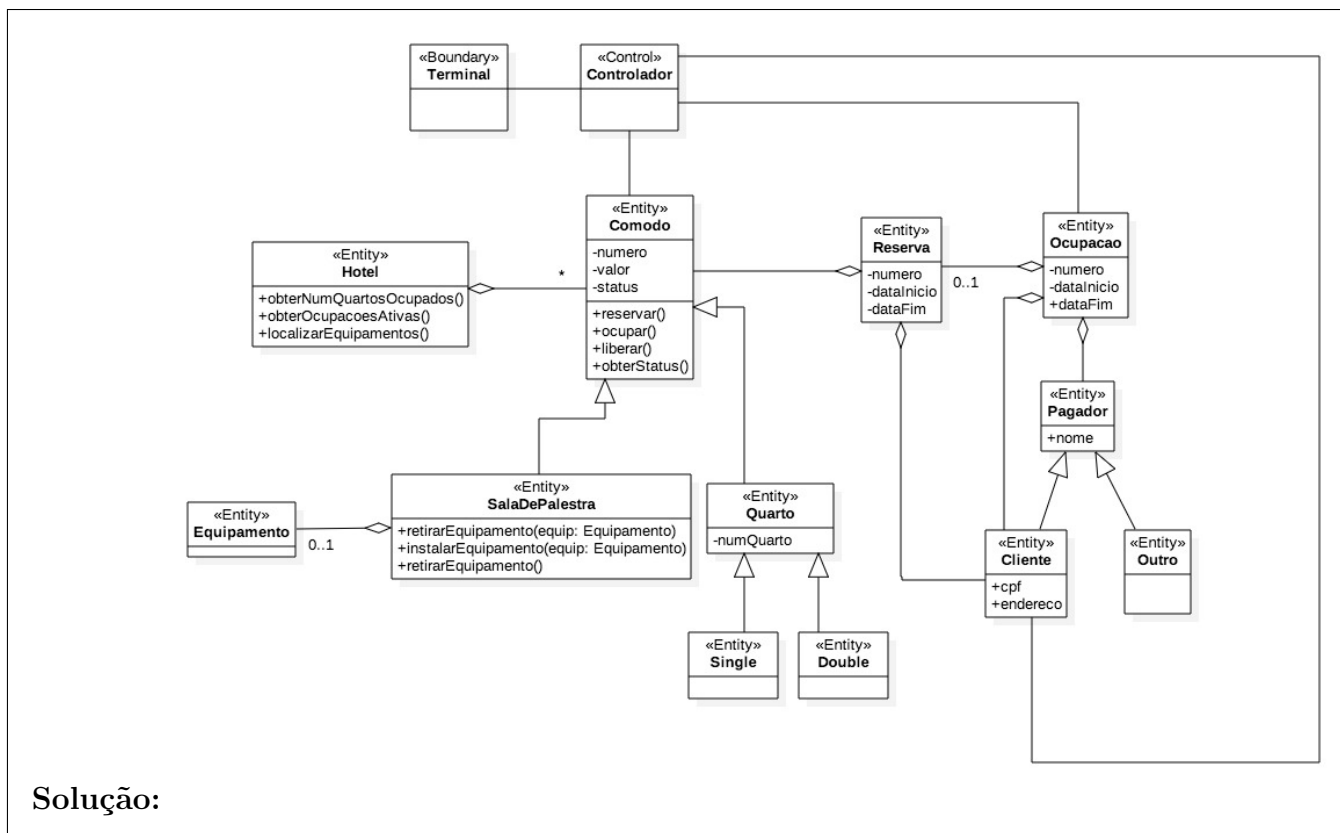 «Boundary»
Terminal
«Control»
Controlador
«Entity»
Comodo
-numero
-valor
-status
+reservar()
+ocupar()
+liberar()
+obterStatus()
«Entity»
Reserva
-numero
-dataInicio
-dataFim
0..1
«Entity»
Ocupacao
-numero
-dataInicio
+dataFim
«Entity»
Hotel
+obterNumQuartosOcupados()
+obterOcupacoesAtivas()
+localizarEquipamentos()
*
«Entity»
Pagador
+nome
«Entity»
SalaDePalestra
+retirarEquipamento(equip: Equipamento)
+instalarEquipamento(equip: Equipamento)
+retirarEquipamento()
«Entity»
Quarto
-numQuarto
«Entity»
Equipamento
0..1
«Entity»
Cliente
+cpf
+endereco
«Entity»
Outro
«Entity»
Single
«Entity»
Double
Solução: